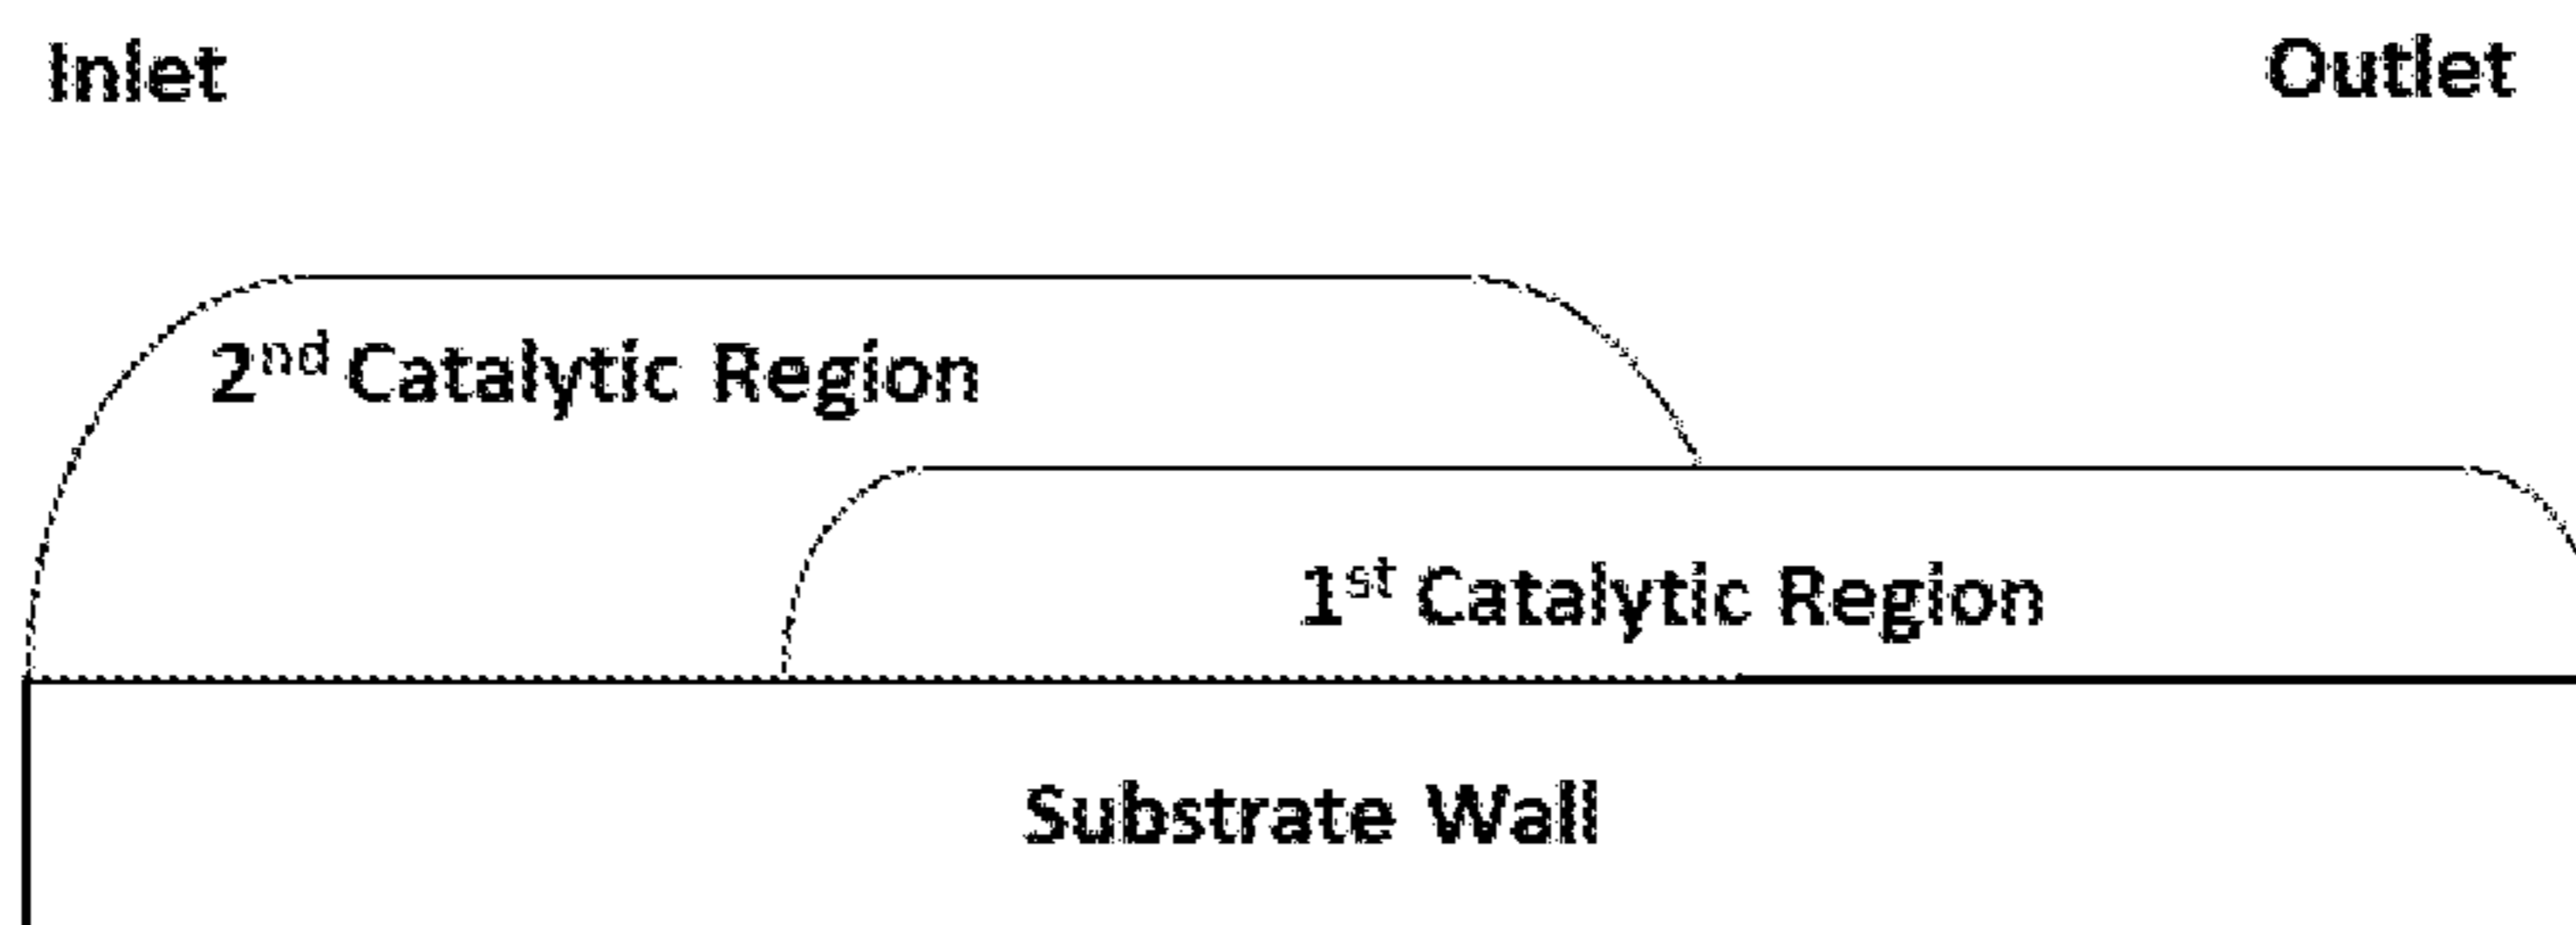 Inlet
Outlet
2nd Catalytic Region
1st Catalytic Region
Substrate Wall